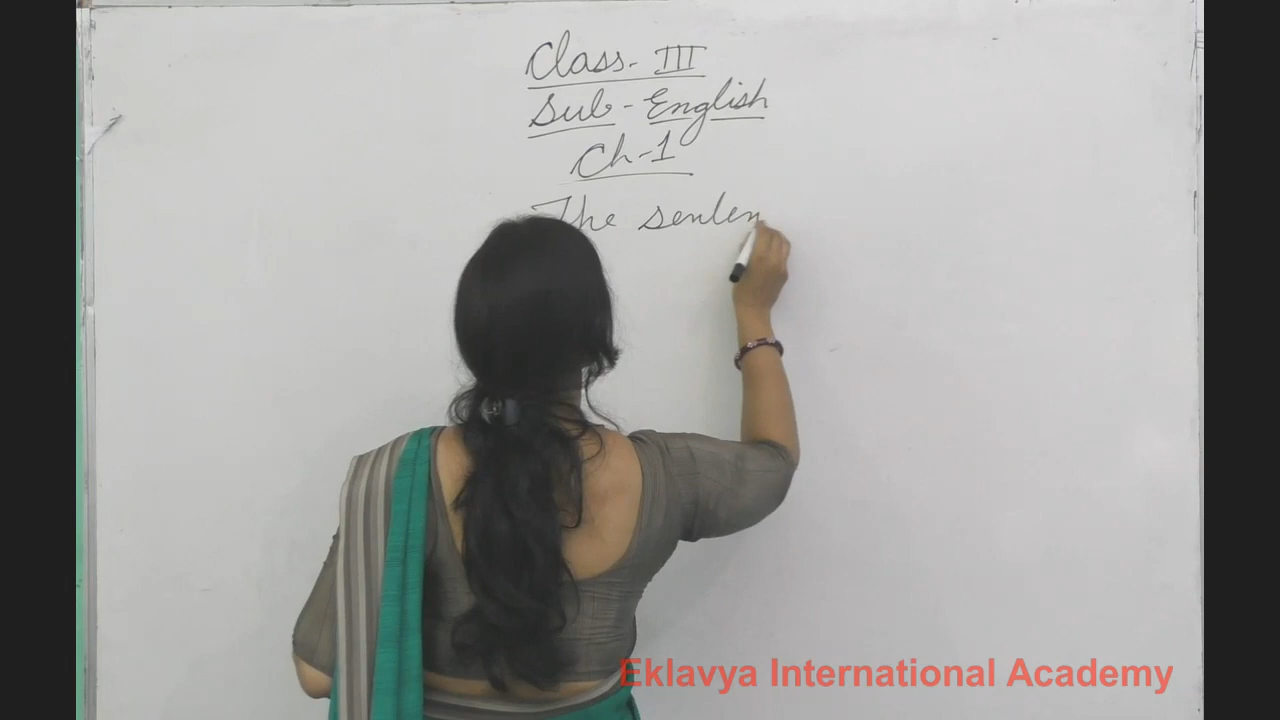 Class- III
Sub- English
Ch-1
The senten
Eklavya International Academy